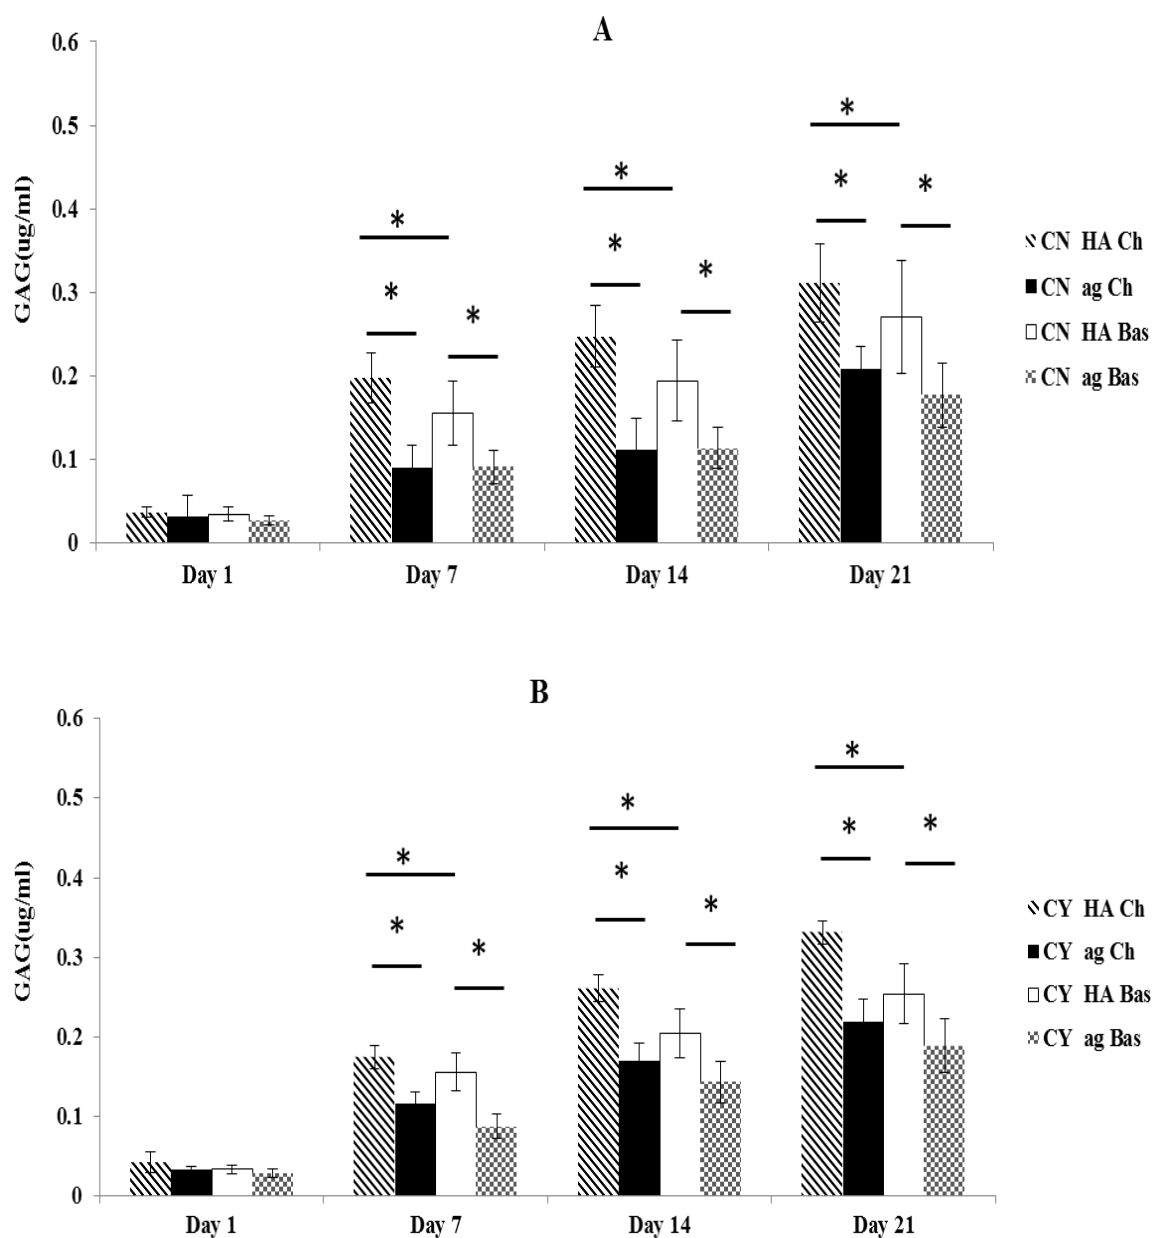 A
0.6
0.5
0.4
0.3
0.2
0.1
0
GAG(ug/ml)
* * *
* * *
* * *
Day 1 Day 7 Day 14 Day 21
CN HA Ch
CN ag Ch
CN HA Bas
CN ag Bas
B
0.6
0.5
0.4
0.3
0.2
0.1
0
GAG(ug/ml)
* * *
* * *
* * *
Day 1 Day 7 Day 14 Day 21
CY HA Ch
CY ag Ch
CY HA Bas
CY ag Bas